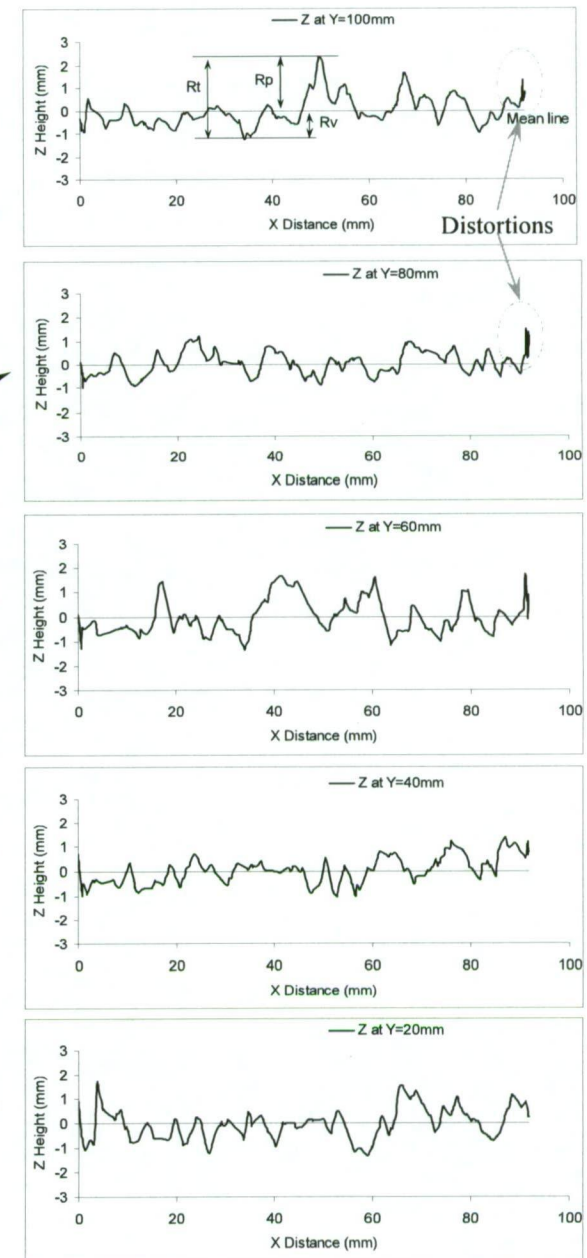 Z at Y=100mm
3
2
1
0
-1
-2
-3
Z Height (mm)
Rt
Rp
Rv
Mean line
0 20 40 60 80 100
X Distance (mm)
Distortions
Z at Y=80mm
3
2
1
0
-1
-2
-3
Z Height (mm)
0 20 40 60 80 100
X Distance (mm)
Z at Y=60mm
3
2
1
0
-1
-2
-3
Z Height (mm)
0 20 40 60 80 100
X Distance (mm)
Z at Y=40mm
3
2
1
0
-1
-2
-3
Z Height (mm)
0 20 40 60 80 100
X Distance (mm)
Z at Y=20mm
3
2
1
0
-1
-2
-3
Z Height (mm)
0 20 40 60 80 100
X Distance (mm)